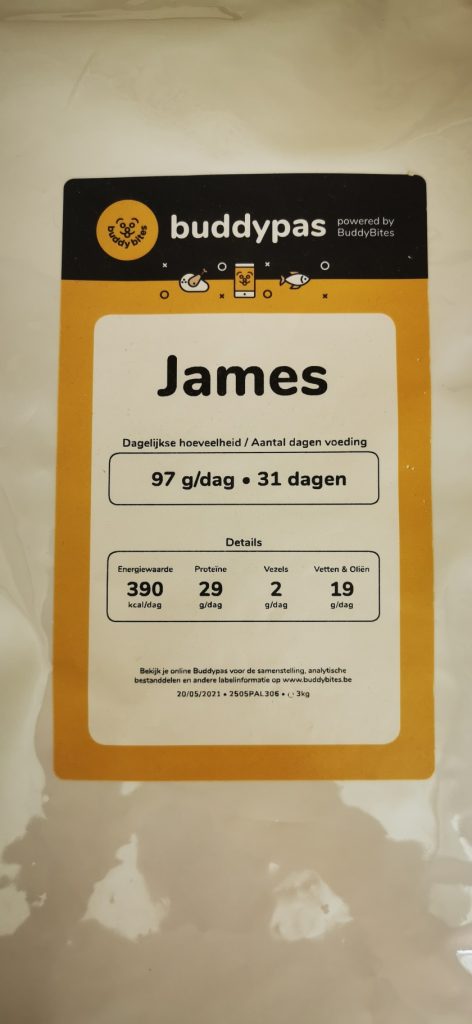 buddy bites
buddypas
powered by
BuddyBites
James
Dagelijkse hoeveelheid / Aantal dagen voeding
97 g/dag • 31 dagen
Details
Energiewaarde Proteïne Vezels Vetten & Oliën
390 29 2 19
kcal/dag g/dag g/dag g/dag
Bekijk je online Buddypas voor de samenstelling, analytische
bestanddelen en andere labelinformatie op www.buddybites.be
20/05/2021 • 2505PAL306 • ℮ 3kg